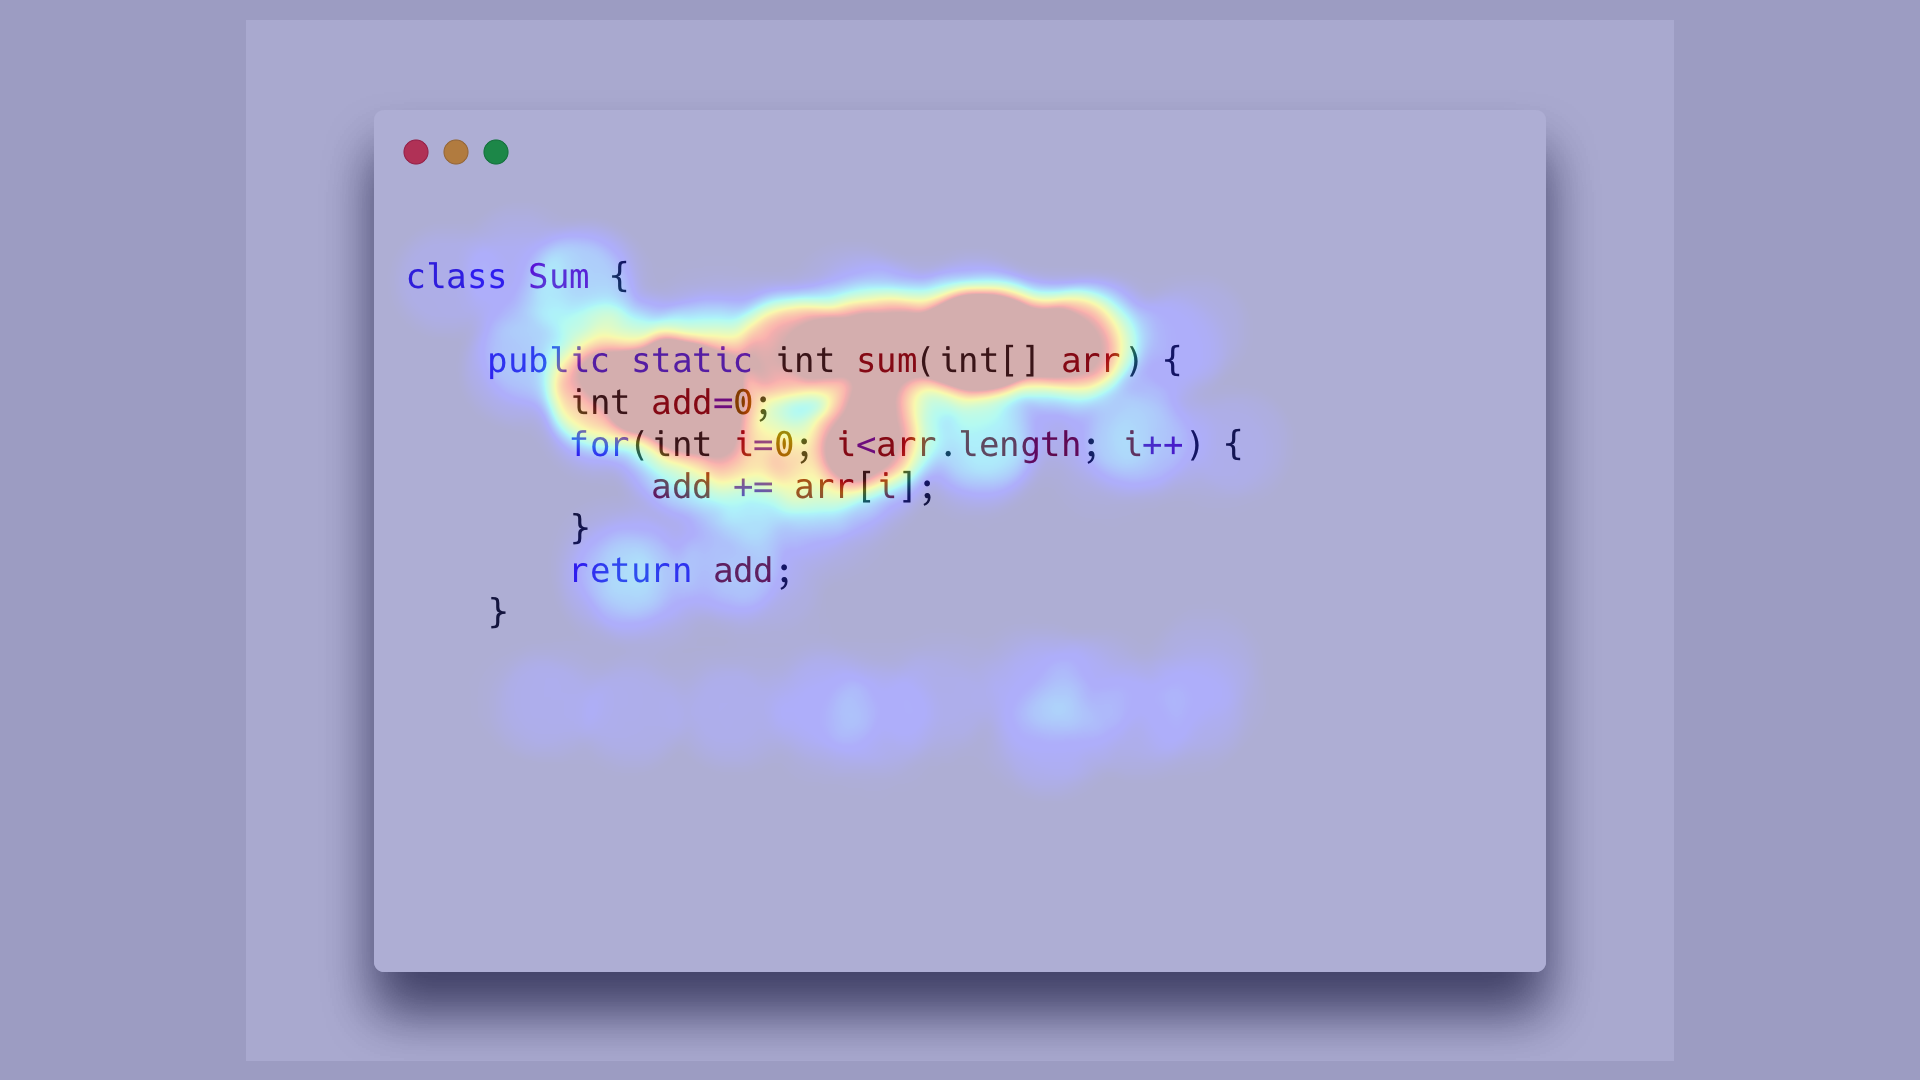 class Sum {
public static int sum(int[] arr) {
int add=0;
for(int i=0; i<arr.length; i++) {
add += arr[i];
}
return add;
}